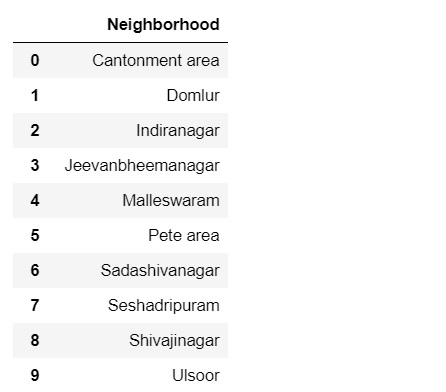 Neighborhood
0 Cantonment area
1 Domlur
2 Indiranagar
3 Jeevanbheemanagar
4 Malleswaram
5 Pete area
6 Sadashivanagar
7 Seshadripuram
8 Shivajinagar
9 Ulsoor